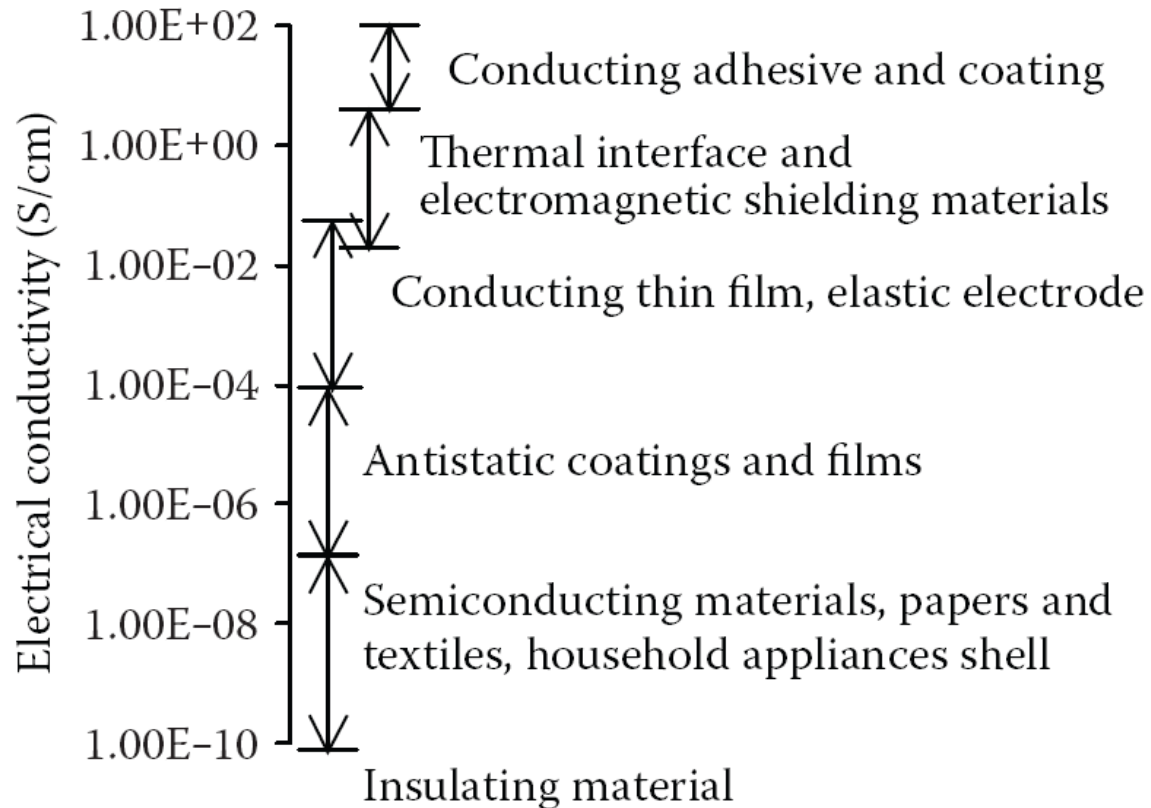 Electrical conductivity (S/cm)
1.00E+02
1.00E+00
1.00E–02
1.00E–04
1.00E–06
1.00E–08
1.00E–10
Conducting adhesive and coating
Thermal interface and
electromagnetic shielding materials
Conducting thin film, elastic electrode
Antistatic coatings and films
Semiconducting materials, papers and
textiles, household appliances shell
Insulating material